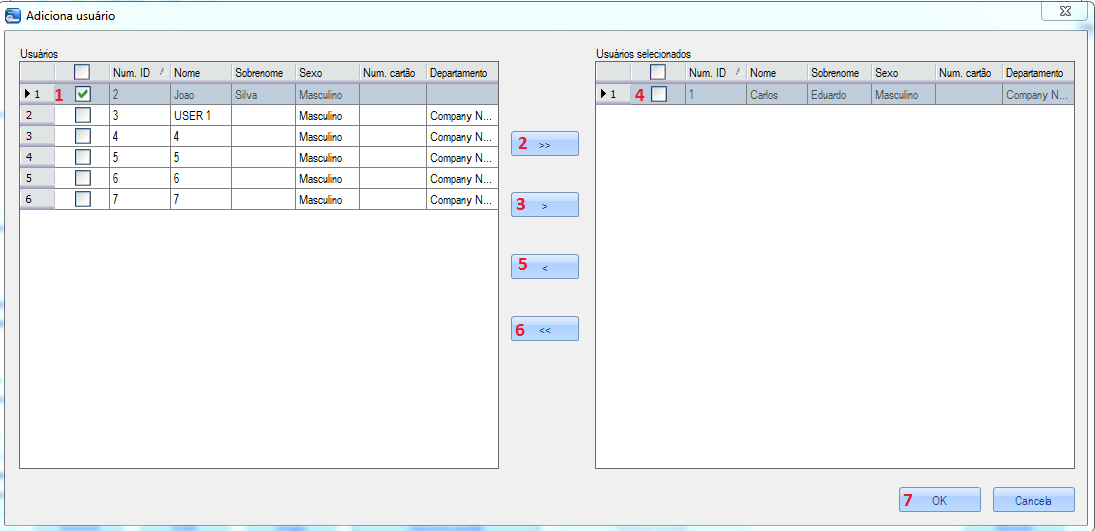 Adiciona usuário
Usuários
Num. ID Nome Sobrenome Sexo Num. cartão Departamento
1 1 2 Joao Silva Masculino
2 3 USER 1 Masculino Company N...
3 4 4 Masculino Company N...
4 5 5 Masculino Company N...
5 6 6 Masculino Company N...
6 7 7 Masculino Company N...
2 >>
3 >
5 <
6 <<
Usuários selecionados
Num. ID Nome Sobrenome Sexo Num. cartão Departamento
1 4 1 Carlos Eduardo Masculino Company N...
7 OK Cancela